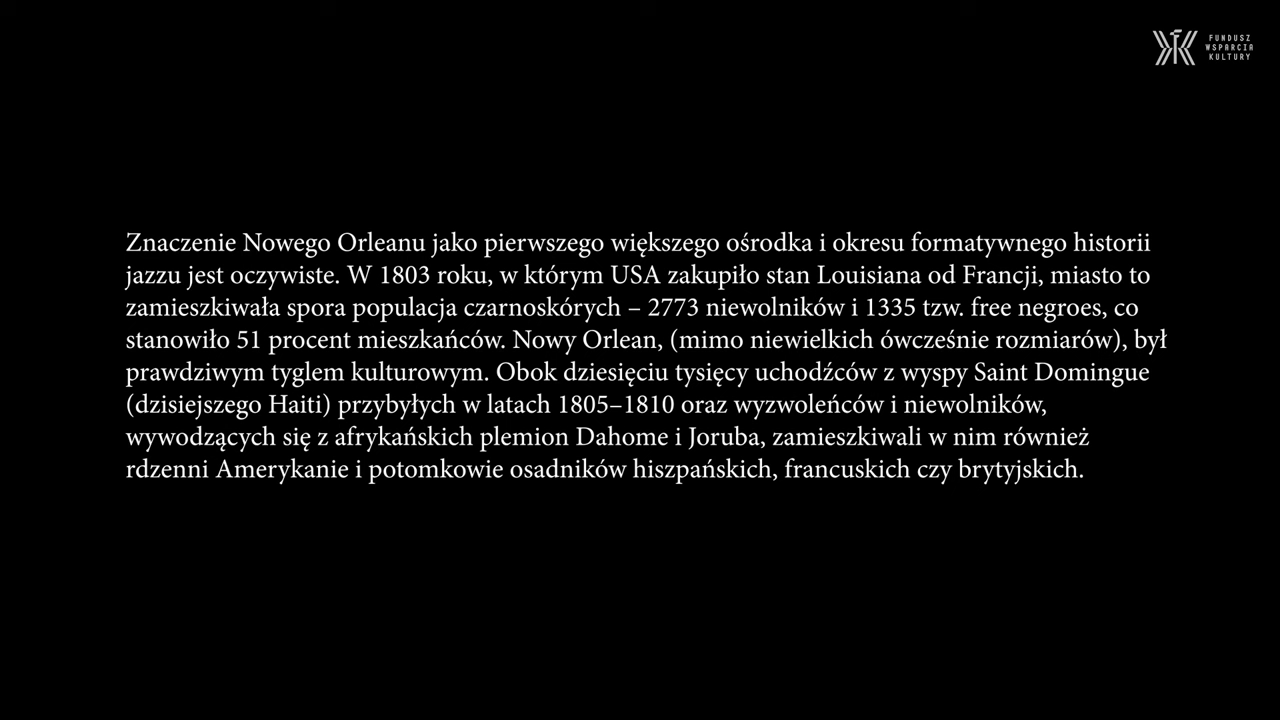 FUNDUSZ
WSPARCIA
KULTURY
Znaczenie Nowego Orleanu jako pierwszego większego ośrodka i okresu formatywnego historii
jazzu jest oczywiste. W 1803 roku, w którym USA zakupiło stan Louisiana od Francji, miasto to
zamieszkiwała spora populacja czarnoskórych – 2773 niewolników i 1335 tzw. free negroes, co
stanowiło 51 procent mieszkańców. Nowy Orlean, (mimo niewielkich ówcześnie rozmiarów), był
prawdziwym tyglem kulturowym. Obok dziesięciu tysięcy uchodźców z wyspy Saint Domingue
(dzisiejszego Haiti) przybyłych w latach 1805–1810 oraz wyzwoleńców i niewolników,
wywodzących się z afrykańskich plemion Dahome i Joruba, zamieszkiwali w nim również
rdzenni Amerykanie i potomkowie osadników hiszpańskich, francuskich czy brytyjskich.